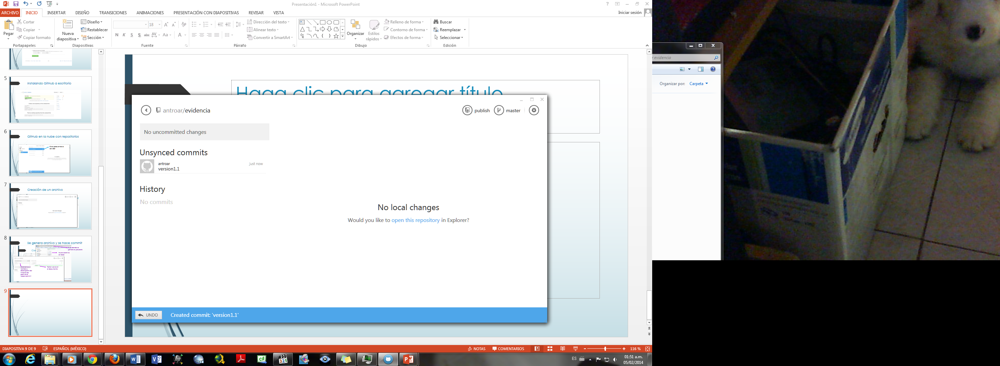 Presentación1 - Microsoft PowerPoint
ARCHIVO INICIO INSERTAR DISEÑO TRANSICIONES ANIMACIONES PRESENTACIÓN CON DIAPOSITIVAS REVISAR VISTA Iniciar sesión
Pegar
Cortar
Copiar
Copiar formato
Portapapeles
Nueva diapositiva
Diseño
Restablecer
Sección
Diapositivas
18
N K S S abc AV Aa A
Fuente
Dirección del texto
Alinear texto
Convertir a SmartArt
Párrafo
Organizar
Estilos rápidos
Relleno de forma
Contorno de forma
Efectos de forma
Dibujo
Buscar
Reemplazar
Seleccionar
Edición
5
Instalando GitHub a escritorio
6
GitHub en la nube con repositorios
7
Creación de un archivo
8
Se genera archivo y se hace commit
9
Haga clic para agregar título
antroar/evidencia
publish
master
No uncommitted changes
Unsynced commits
antroar just now
version1.1
History
No commits
No local changes
Would you like to open this repository in Explorer?
UNDO
Created commit: 'version1.1'
evidencia
Organizar por: Carpeta
DIAPOSITIVA 9 DE 9 ESPAÑOL (MÉXICO) NOTAS COMENTARIOS 116 %
ES
01:51 a.m.
05/02/2014